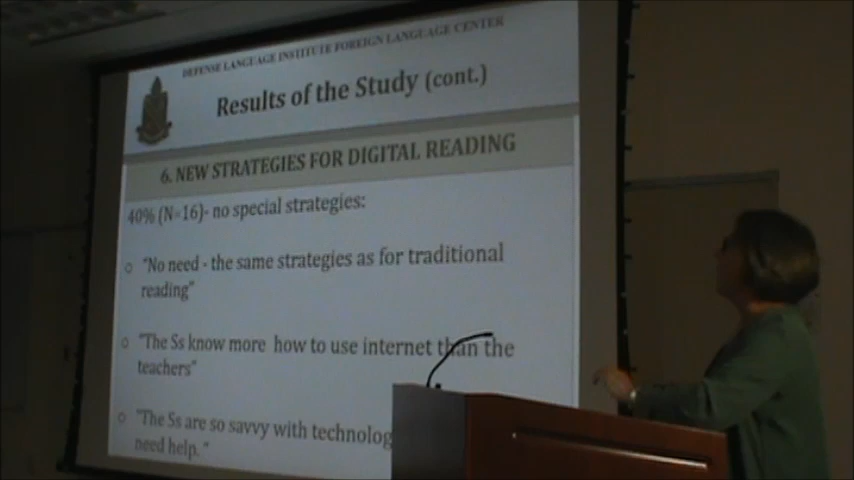 DEFENSE LANGUAGE INSTITUTE FOREIGN LANGUAGE CENTER
Results of the Study (cont.)
6. NEW STRATEGIES FOR DIGITAL READING
40% (N=16)- no special strategies:
○ "No need - the same strategies as for traditional
reading"
○ "The Ss know more how to use internet than the
teachers"
○ "The Ss are so savvy with technolog
need help. "